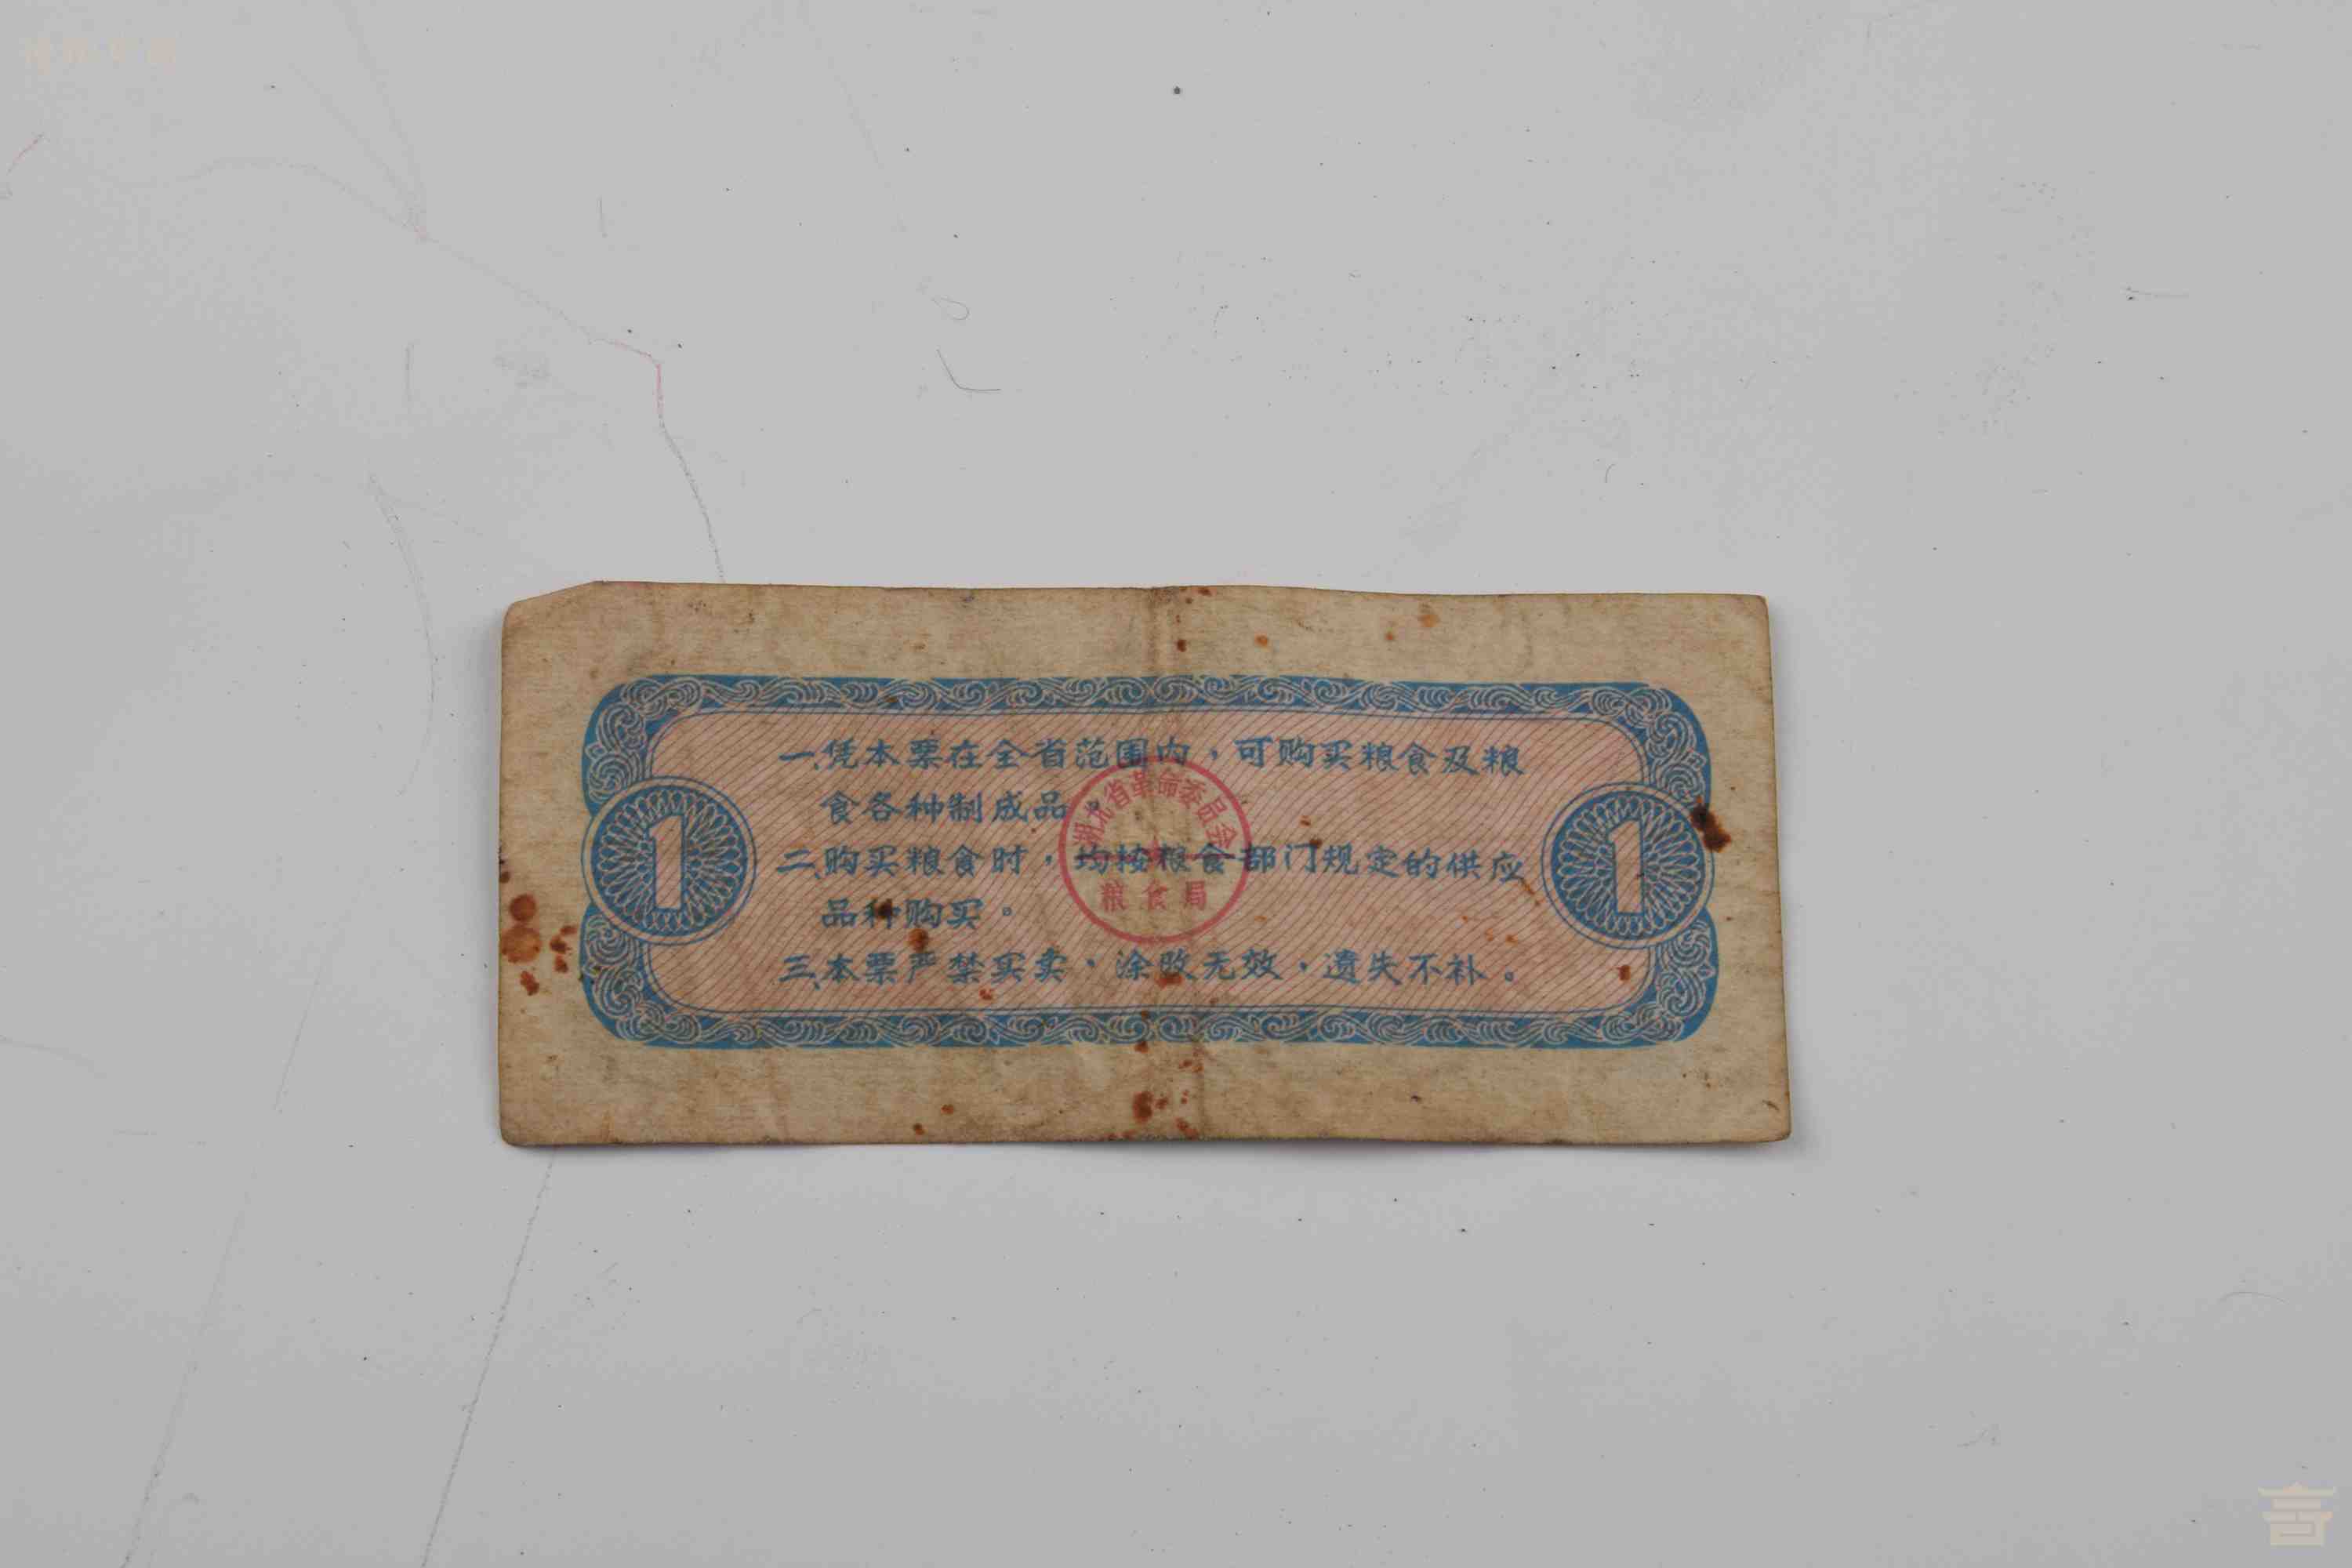 一、凭本票在全省范围内，可购买粮食及粮
食各种制成品。
二、购买粮食时，均按粮食部门规定的供应
品种购买。
三、本票严禁买卖，涂改无效，遗失不补。
湖北省革命委员会
粮食局
1
1